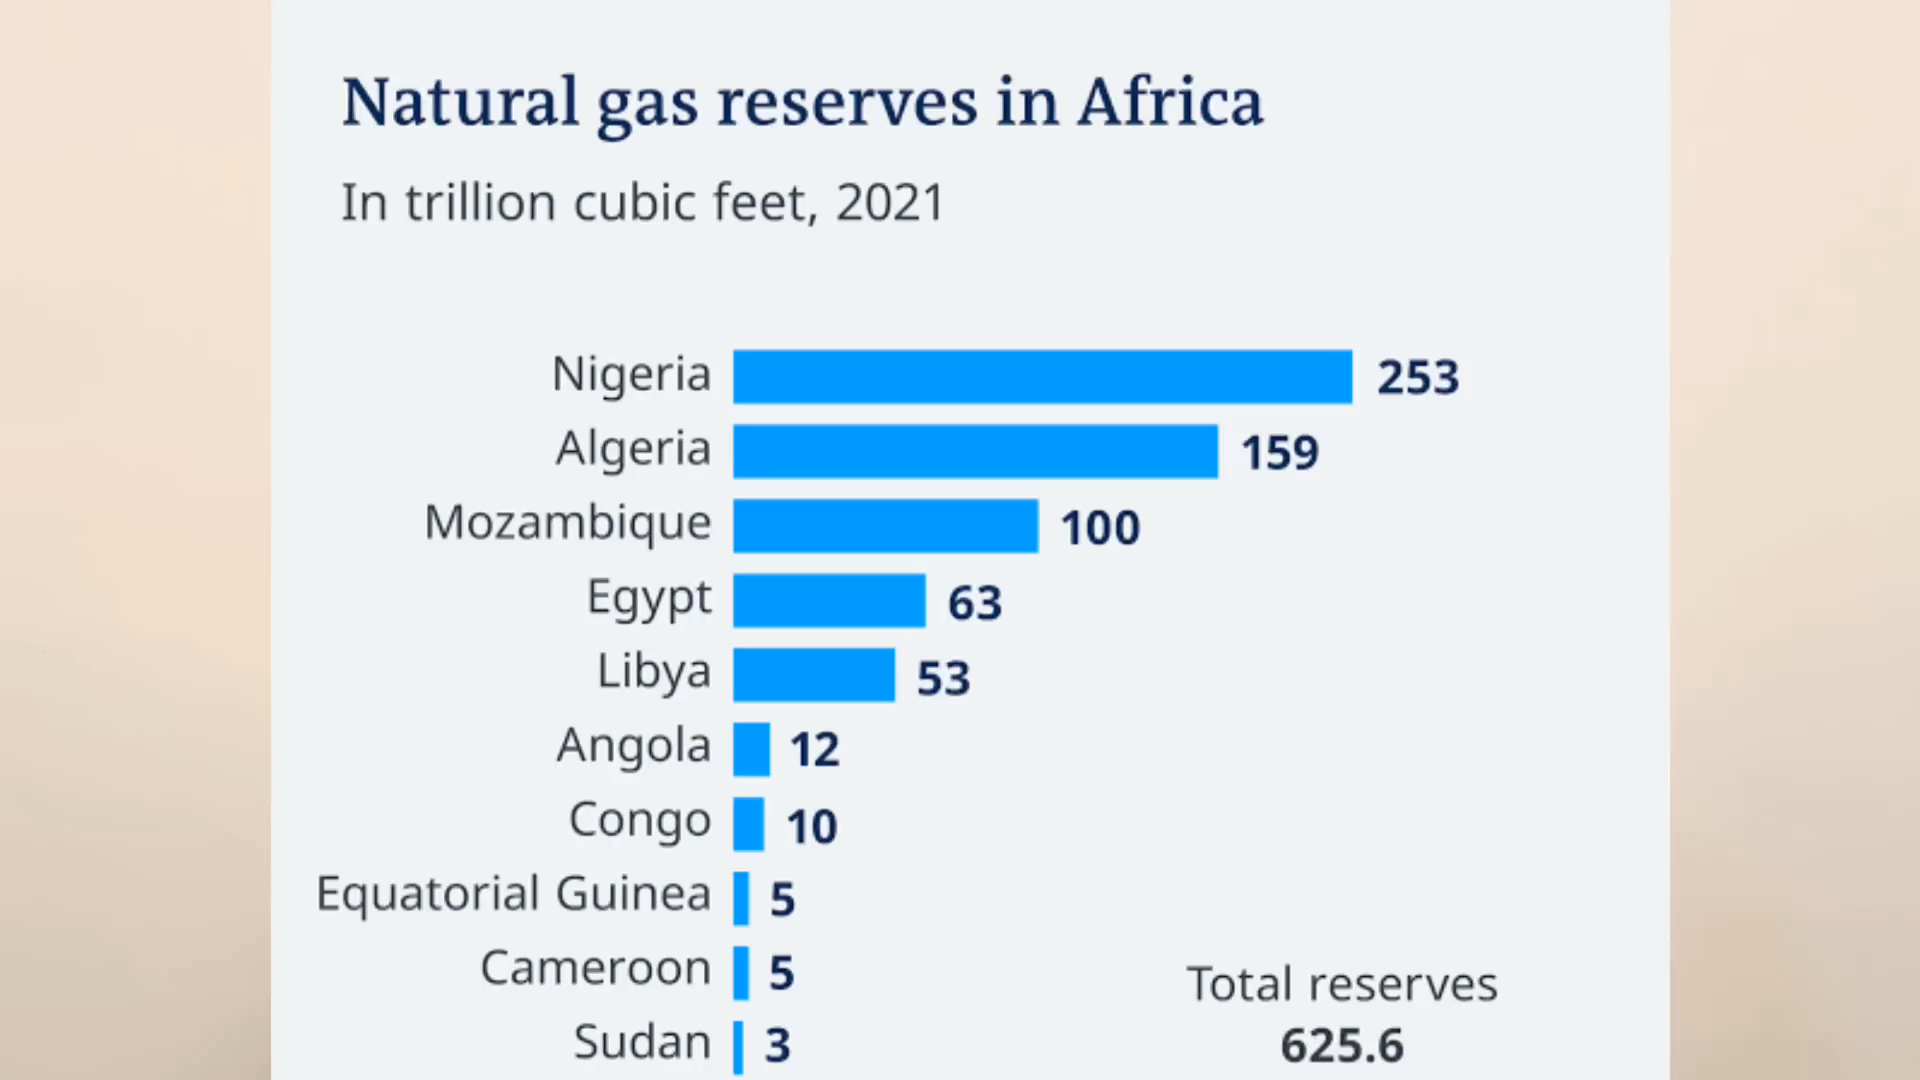 Natural gas reserves in Africa
In trillion cubic feet, 2021
Nigeria 253
Algeria 159
Mozambique 100
Egypt 63
Libya 53
Angola 12
Congo 10
Equatorial Guinea 5
Cameroon 5
Sudan 3
Total reserves
625.6